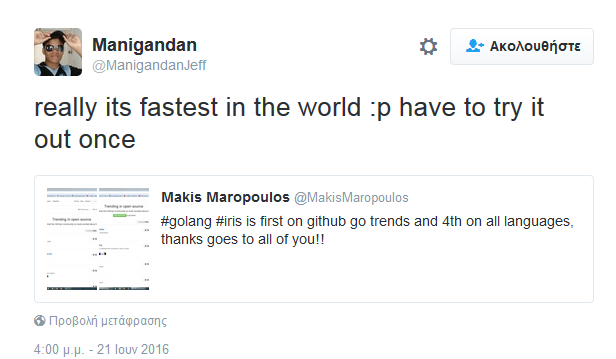 Manigandan
@ManigandanJeff
Ακολουθήστε
really its fastest in the world :p have to try it
out once
Makis Maropoulos @MakisMaropoulos
#golang #iris is first on github go trends and 4th on all languages,
thanks goes to all of you!!
Trending in open source
Trending in open source
Προβολή μετάφρασης
4:00 μ.μ. - 21 Ιουν 2016